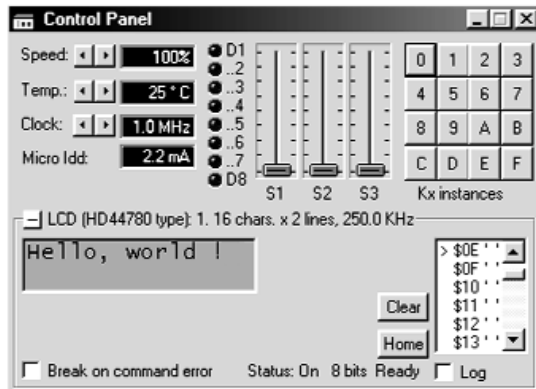 Control Panel
Speed: 100%
Temp.: 25 ° C
Clock: 1.0 MHz
Micro Idd: 2.2 mA
D1
..2
..3
..4
..5
..6
..7
D8
S1 S2 S3
0 1 2 3
4 5 6 7
8 9 A B
C D E F
Kx instances
LCD (HD44780 type): 1. 16 chars. x 2 lines, 250.0 KHz
Hello, world !
> $0E ' '
$0F ' '
$10 ' '
$11 ' '
$12 ' '
$13 ' '
Clear
Home
Break on command error
Status: On 8 bits Ready
Log